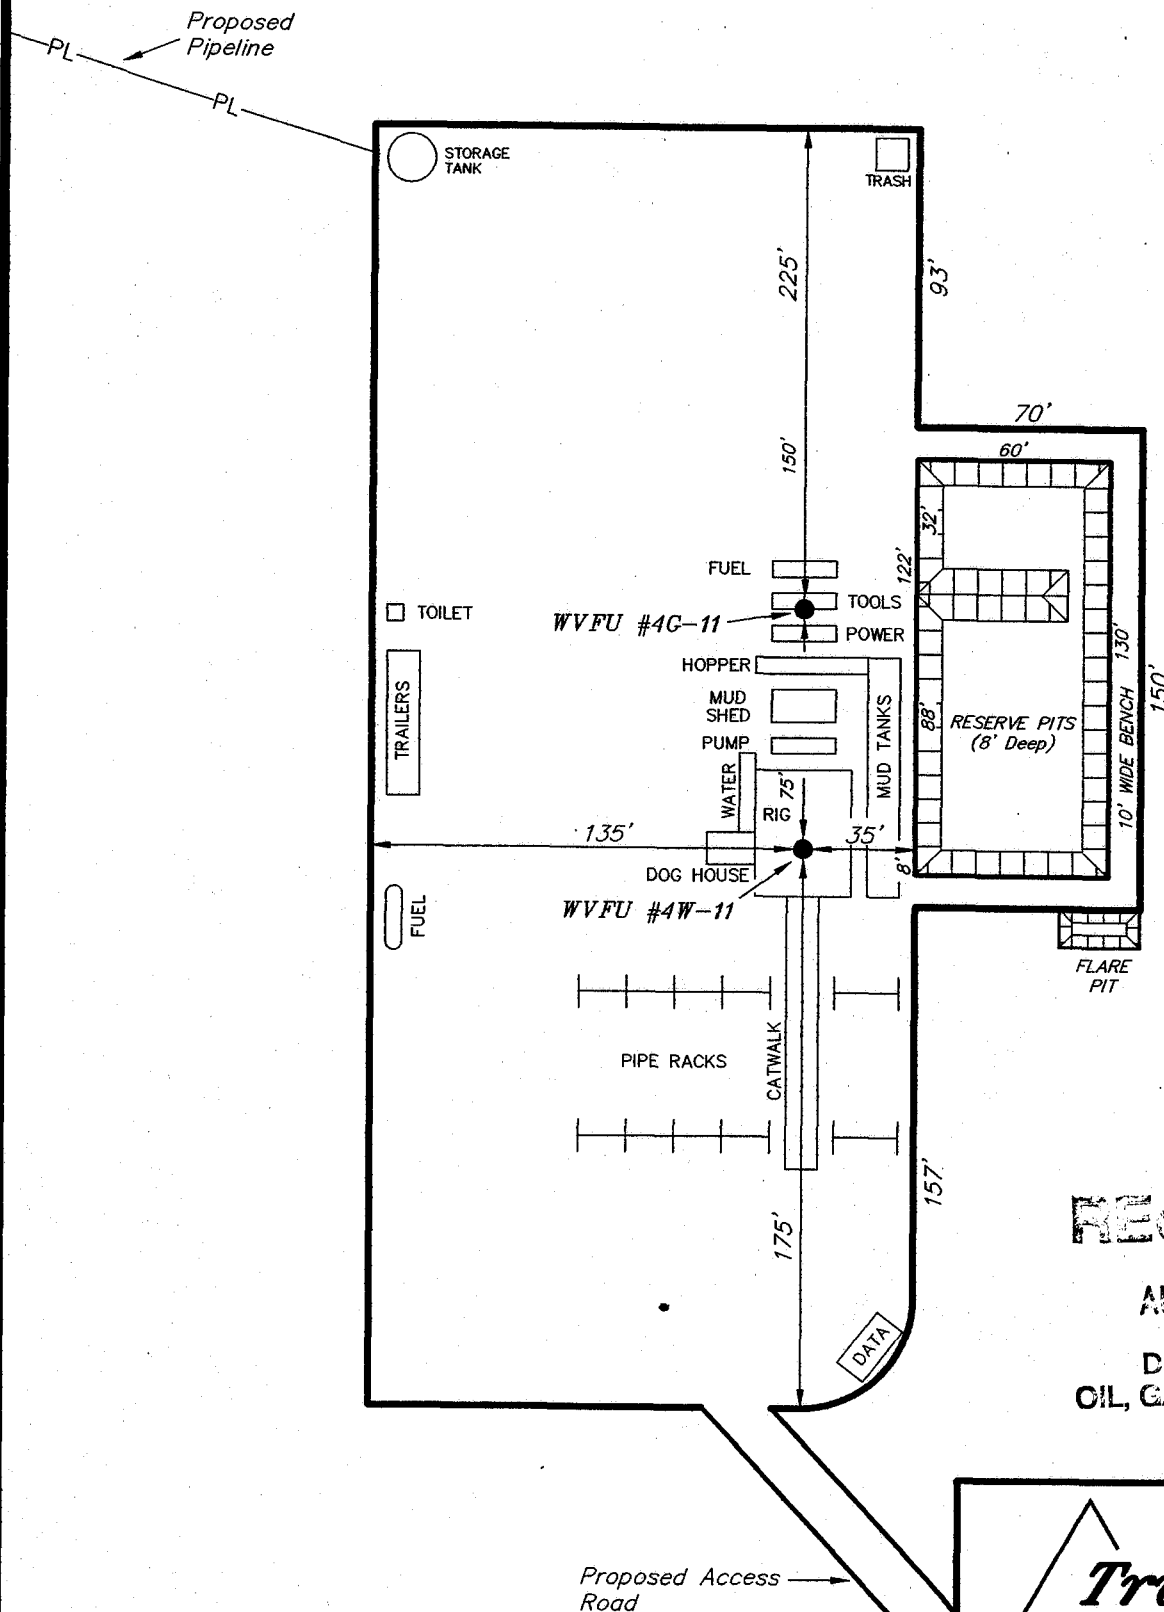 Proposed
Pipeline
PL
PL
STORAGE
TANK
TRASH
225'
93'
70'
60'
150'
32'
122'
FUEL
TOOLS
TOILET
WVFU #4G-11
POWER
HOPPER
130'
150'
TRAILERS
MUD
SHED
MUD TANKS
88'
RESERVE PITS
(8' Deep)
10' WIDE BENCH
PUMP
WATER
75'
RIG
135'
35'
8'
DOG HOUSE
WVFU #4W-11
FUEL
FLARE
PIT
PIPE RACKS
CATWALK
157'
175'
DATA
OIL,
Proposed Access
Road